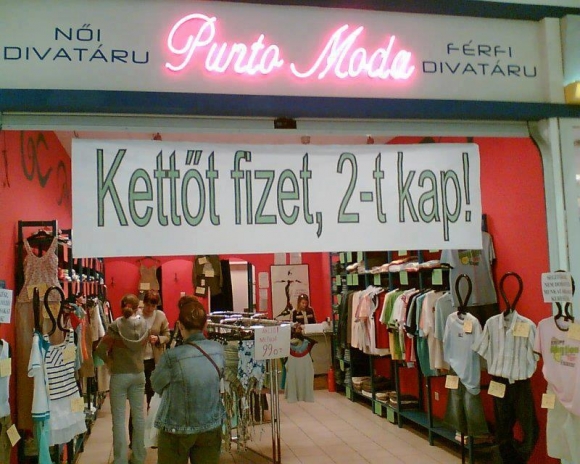 NŐI
DIVATÁRU
Punto Moda
FÉRFI
DIVATÁRU
Kettőt fizet, 2-t kap!